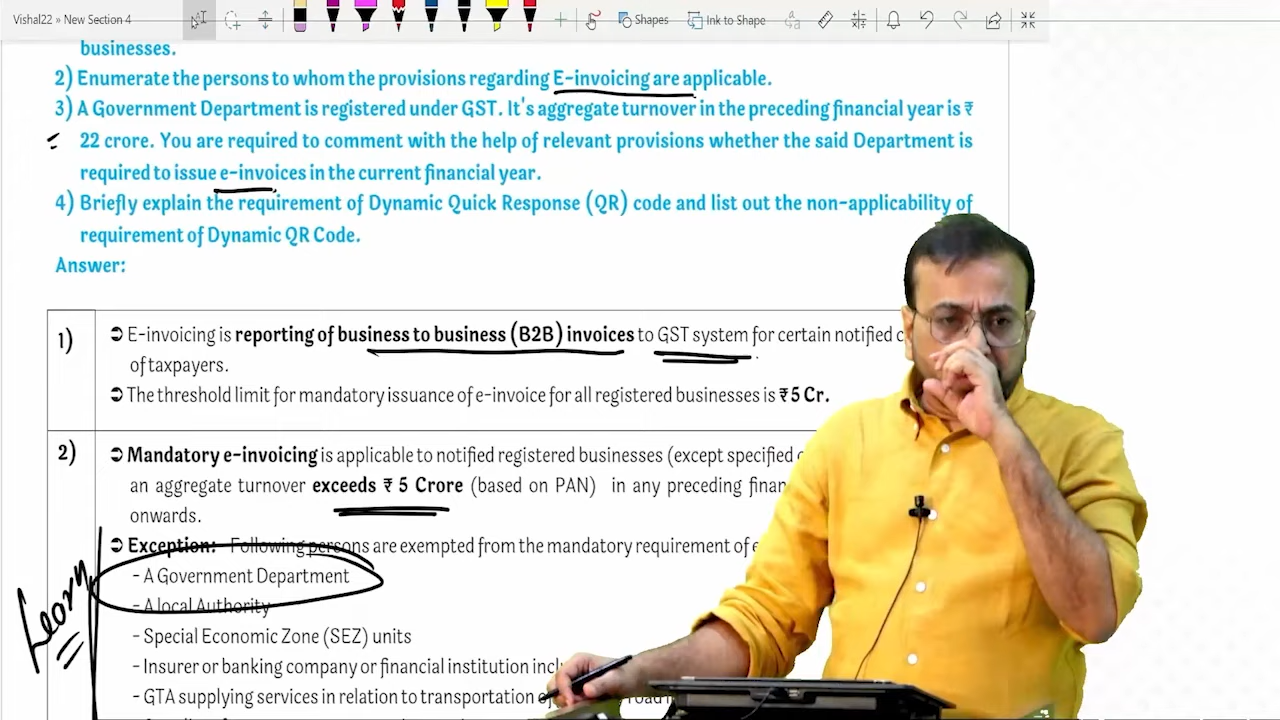 Vishal22 » New Section 4
Shapes
Ink to Shape
businesses.
2) Enumerate the persons to whom the provisions regarding E-invoicing are applicable.
3) A Government Department is registered under GST. It's aggregate turnover in the preceding financial year is ₹
22 crore. You are required to comment with the help of relevant provisions whether the said Department is
required to issue e-invoices in the current financial year.
4) Briefly explain the requirement of Dynamic Quick Response (QR) code and list out the non-applicability of
requirement of Dynamic QR Code.
Answer:
1)
➲ E-invoicing is reporting of business to business (B2B) invoices to GST system for certain notified
of taxpayers.
➲ The threshold limit for mandatory issuance of e-invoice for all registered businesses is ₹ 5 Cr.
2)
➲ Mandatory e-invoicing is applicable to notified registered businesses (except specified
an aggregate turnover exceeds ₹ 5 Crore (based on PAN) in any preceding
onwards.
➲ Exception: Following persons are exempted from the mandatory requirement of
- A Government Department
- A local Authority
- Special Economic Zone (SEZ) units
- Insurer or banking company or financial institution
- GTA supplying services in relation to transportation
Learn